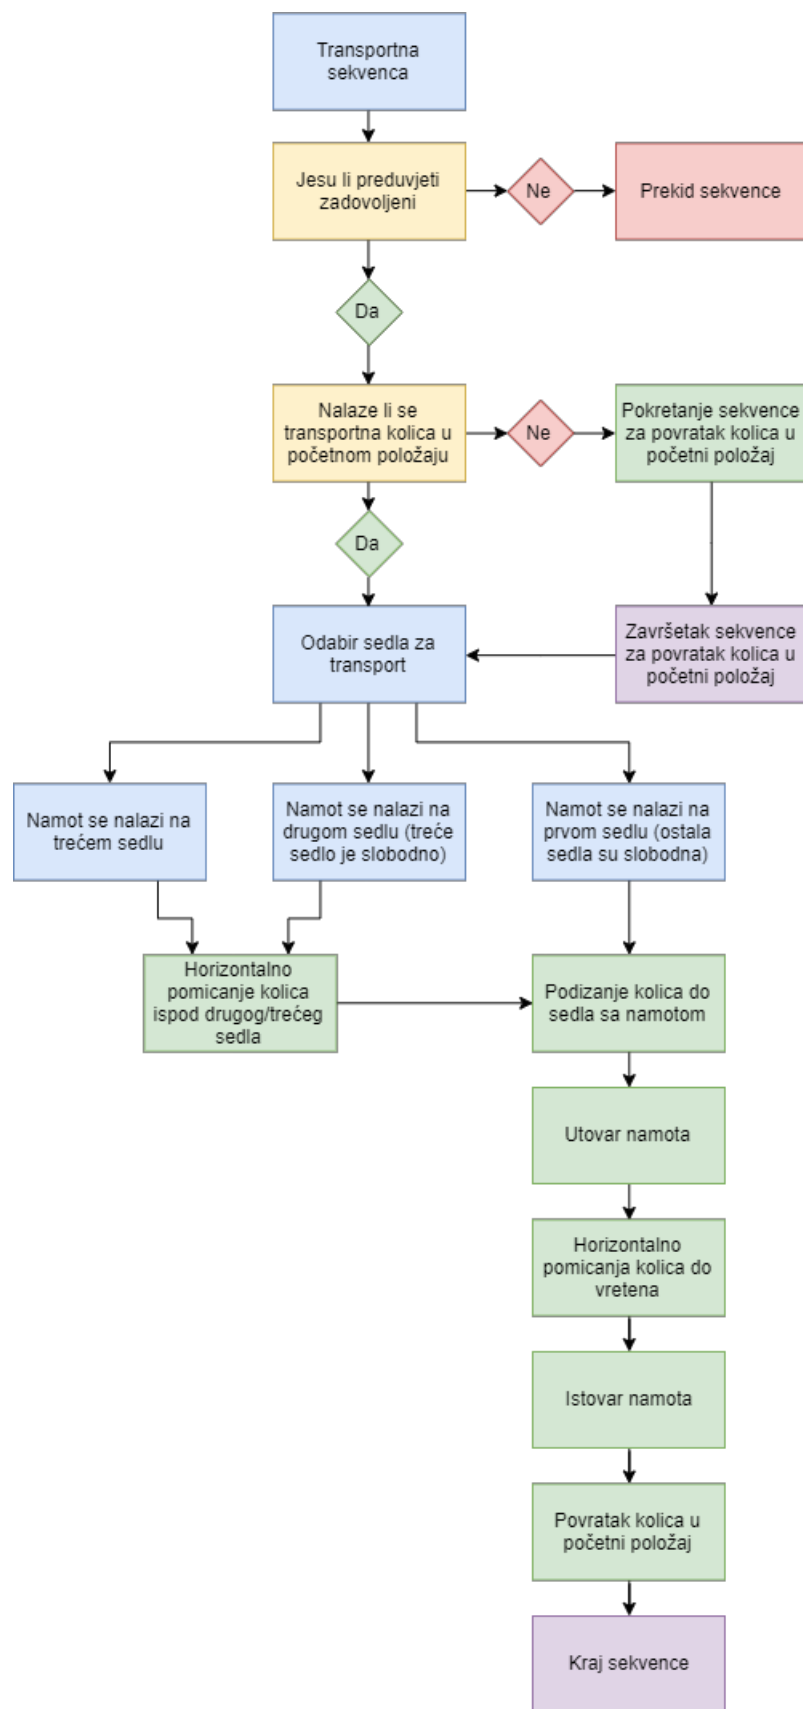 Transportna
sekvenca
Jesu li preduvjeti
zadovoljeni
Ne
Prekid sekvence
Da
Nalaze li se
transportna kolica u
početnom položaju
Ne
Pokretanje sekvence
za povratak kolica u
početni položaj
Da
Odabir sedla za
transport
Završetak sekvence
za povratak kolica u
početni položaj
Namot se nalazi na
trećem sedlu
Namot se nalazi na
drugom sedlu (treće
sedlo je slobodno)
Namot se nalazi na
prvom sedlu (ostala
sedla su slobodna)
Horizontalno
pomicanje kolica
ispod drugog/trećeg
sedla
Podizanje kolica do
sedla sa namotom
Utovar namota
Horizontalno
pomicanja kolica do
vretena
Istovar namota
Povratak kolica u
početni položaj
Kraj sekvence